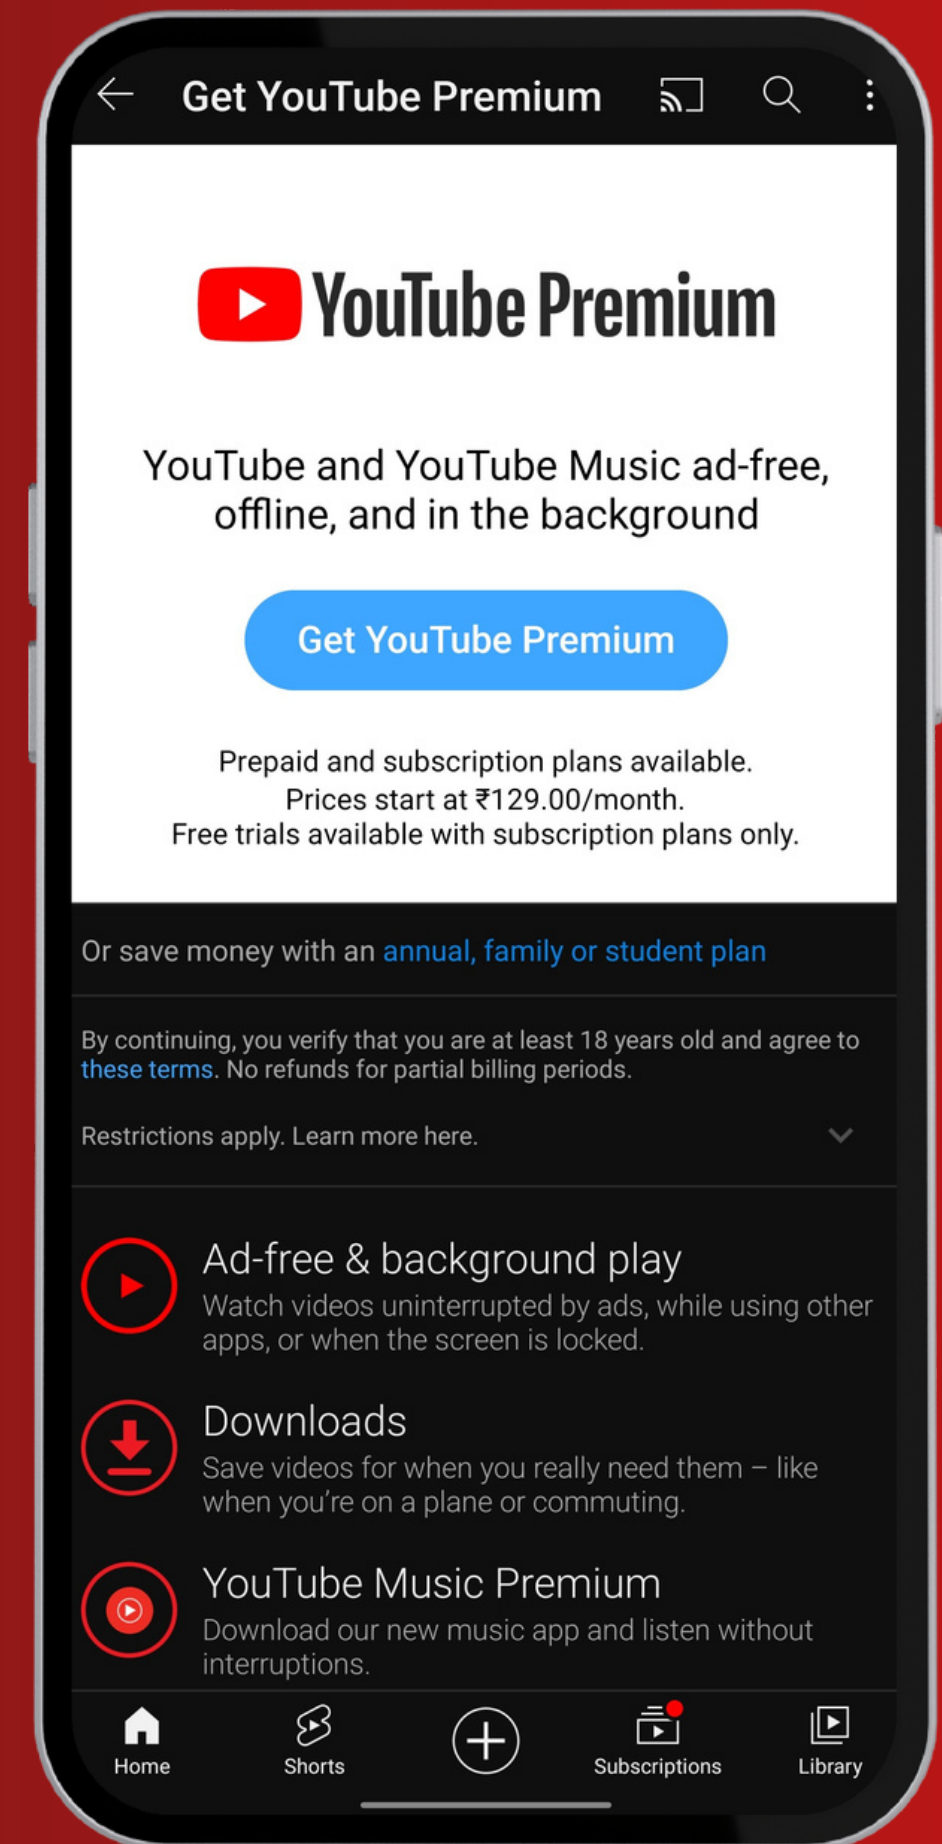 Get YouTube Premium
YouTube Premium
YouTube and YouTube Music ad-free,
offline, and in the background
Get YouTube Premium
Prepaid and subscription plans available.
Prices start at ₹129.00/month.
Free trials available with subscription plans only.
Or save money with an annual, family or student plan
By continuing, you verify that you are at least 18 years old and agree to
these terms. No refunds for partial billing periods.
Restrictions apply. Learn more here.
Ad-free & background play
Watch videos uninterrupted by ads, while using other
apps, or when the screen is locked.
Downloads
Save videos for when you really need them – like
when you're on a plane or commuting.
YouTube Music Premium
Download our new music app and listen without
interruptions.
Home Shorts Subscriptions Library